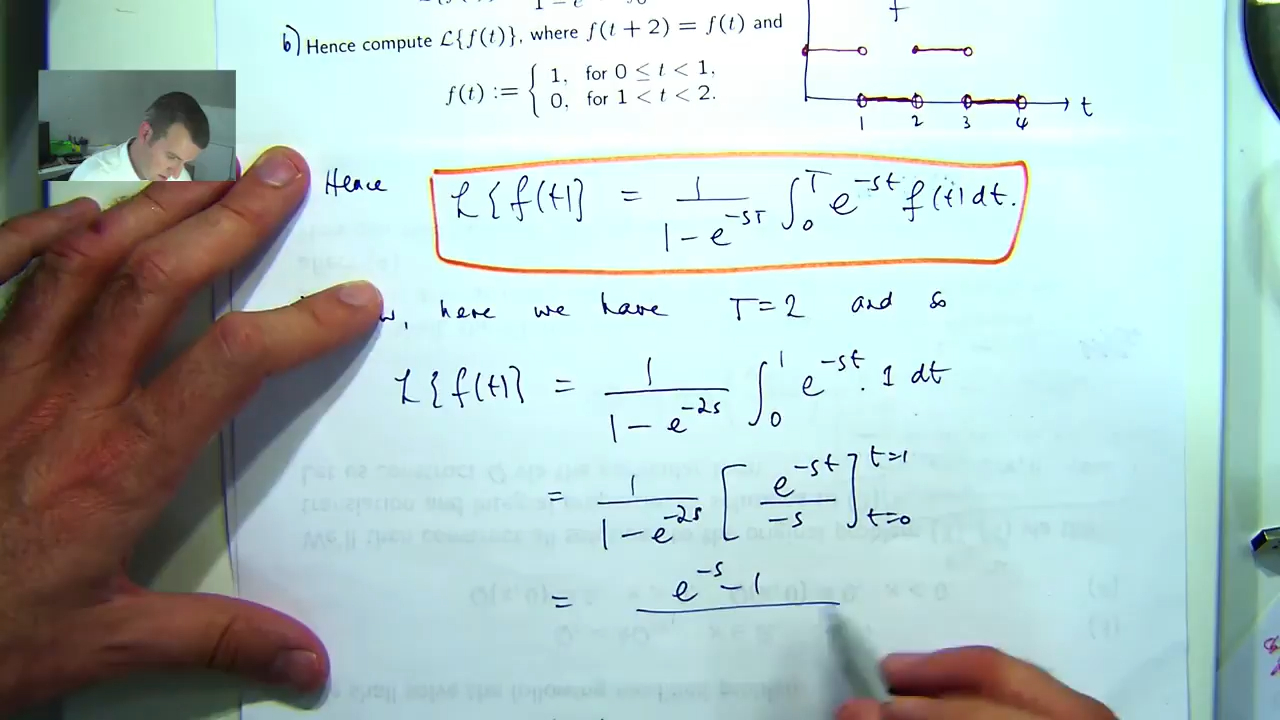 b) Hence compute ℒ{f(t)}, where f(t + 2) = f(t) and
f(t) := { 1, for 0 ≤ t < 1,
0, for 1 < t < 2.
f
t
1 2 3 4
Hence ℒ{f(t)} = 1/(1 − e^{−sT}) ∫_0^T e^{−st} f(t) dt.
w, here we have T = 2 and so
ℒ{f(t)} = 1/(1 − e^{−2s}) ∫_0^1 e^{−st} . 1 dt
= 1/(1 − e^{−2s}) [ e^{−st}/−s ]_{t=0}^{t=1}
= e^{−s} − 1